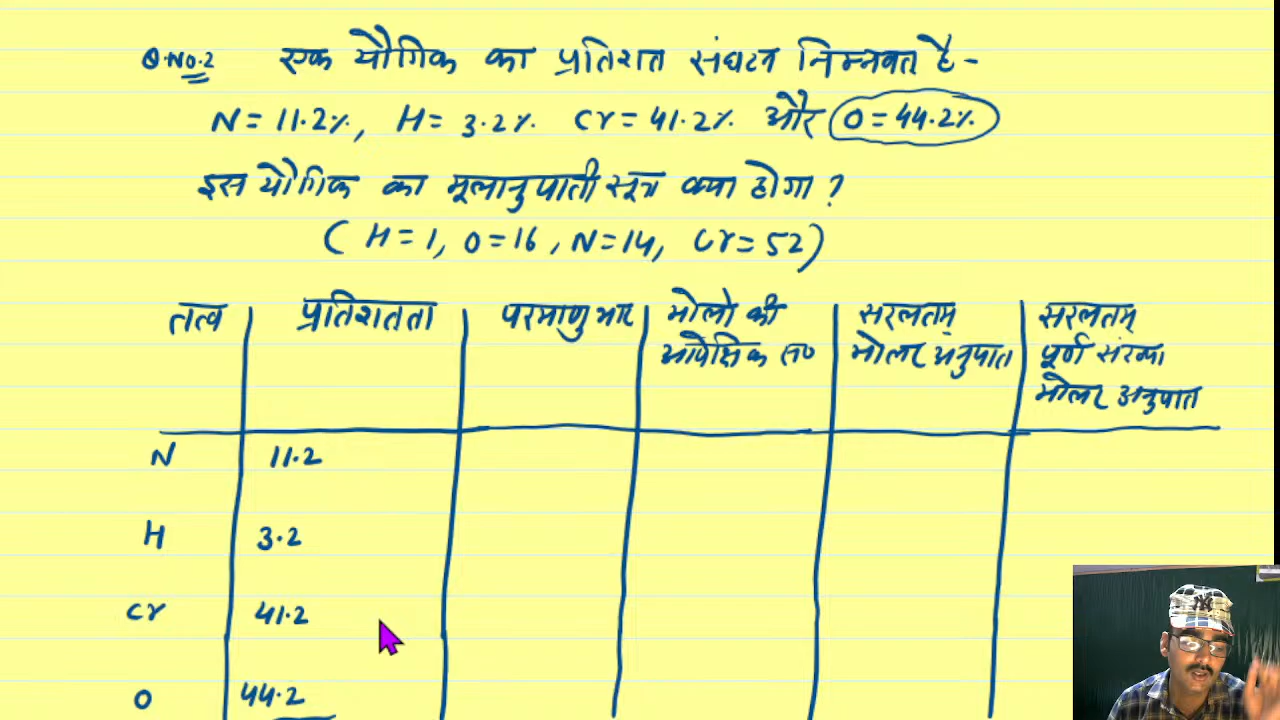 Q.No.2 एक यौगिक का प्रतिशत संघटन निम्नवत है-
N = 11.2%, H = 3.2% Cr = 41.2% और O = 44.2%.
इस यौगिक का मूलानुपाती सूत्र क्या होगा ?
( H = 1, O = 16, N = 14, Cr = 52 )
तत्व प्रतिशतता परमाणु भार मोलो की सरलतम् सरलतम्
आपेक्षिक सं० मोलर अनुपात पूर्ण संख्या
मोलर अनुपात
N 11.2
H 3.2
Cr 41.2
O 44.2